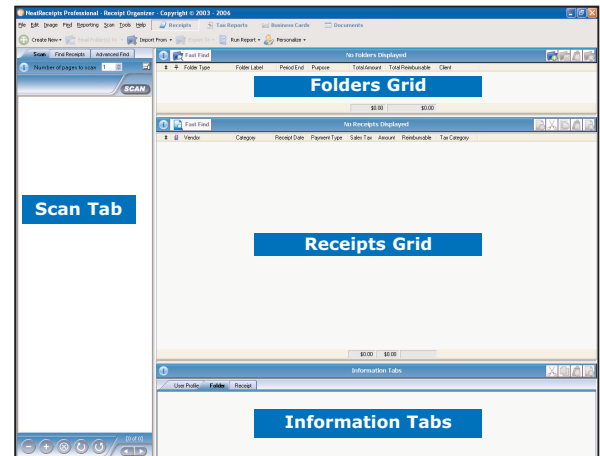 NeatReceipts Professional - Receipt Organizer - Copyright © 2003 - 2006
File Edit Image Find Reporting Scan Tools Help Receipts Tax Reports Business Cards Documents
Create New Import From Run Report Personalize
Scan Find Receipts Advanced Find
Number of pages to scan 1
SCAN
Scan Tab
[0 of 0]
Fast Find No Folders Displayed
Folder Type Folder Label Period End Purpose Total Amount Total Reimbursable Client
Folders Grid
$0.00 $0.00
Fast Find No Receipts Displayed
Vendor Category Receipt Date Payment Type Sales Tax Amount Reimbursable Tax Category
Receipts Grid
$0.00 $0.00
Information Tabs
User Profile Folder Receipt
Information Tabs